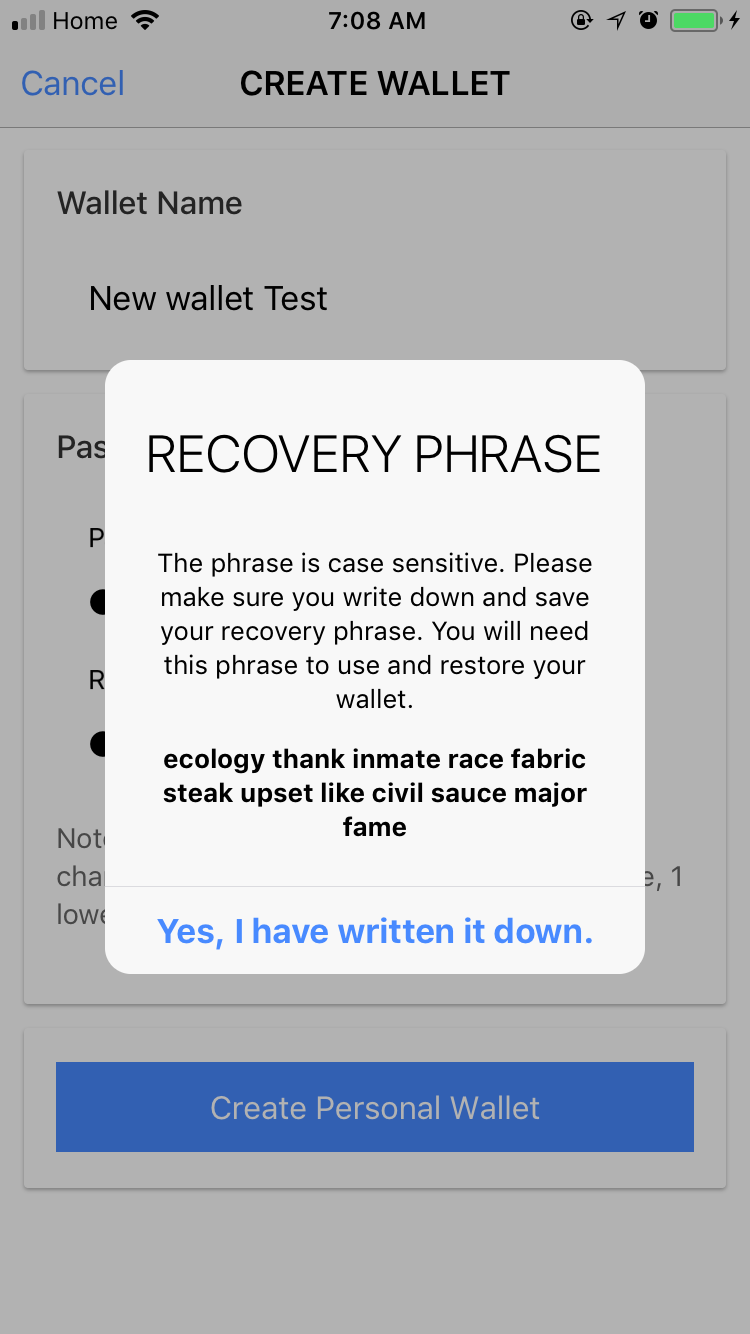 Home 7:08 AM
Cancel CREATE WALLET
Wallet Name
New wallet Test
RECOVERY PHRASE
The phrase is case sensitive. Please
make sure you write down and save
your recovery phrase. You will need
this phrase to use and restore your
wallet.
ecology thank inmate race fabric
steak upset like civil sauce major
fame
Yes, I have written it down.
Pas
P
R
Note
cha e, 1
lowe
Create Personal Wallet